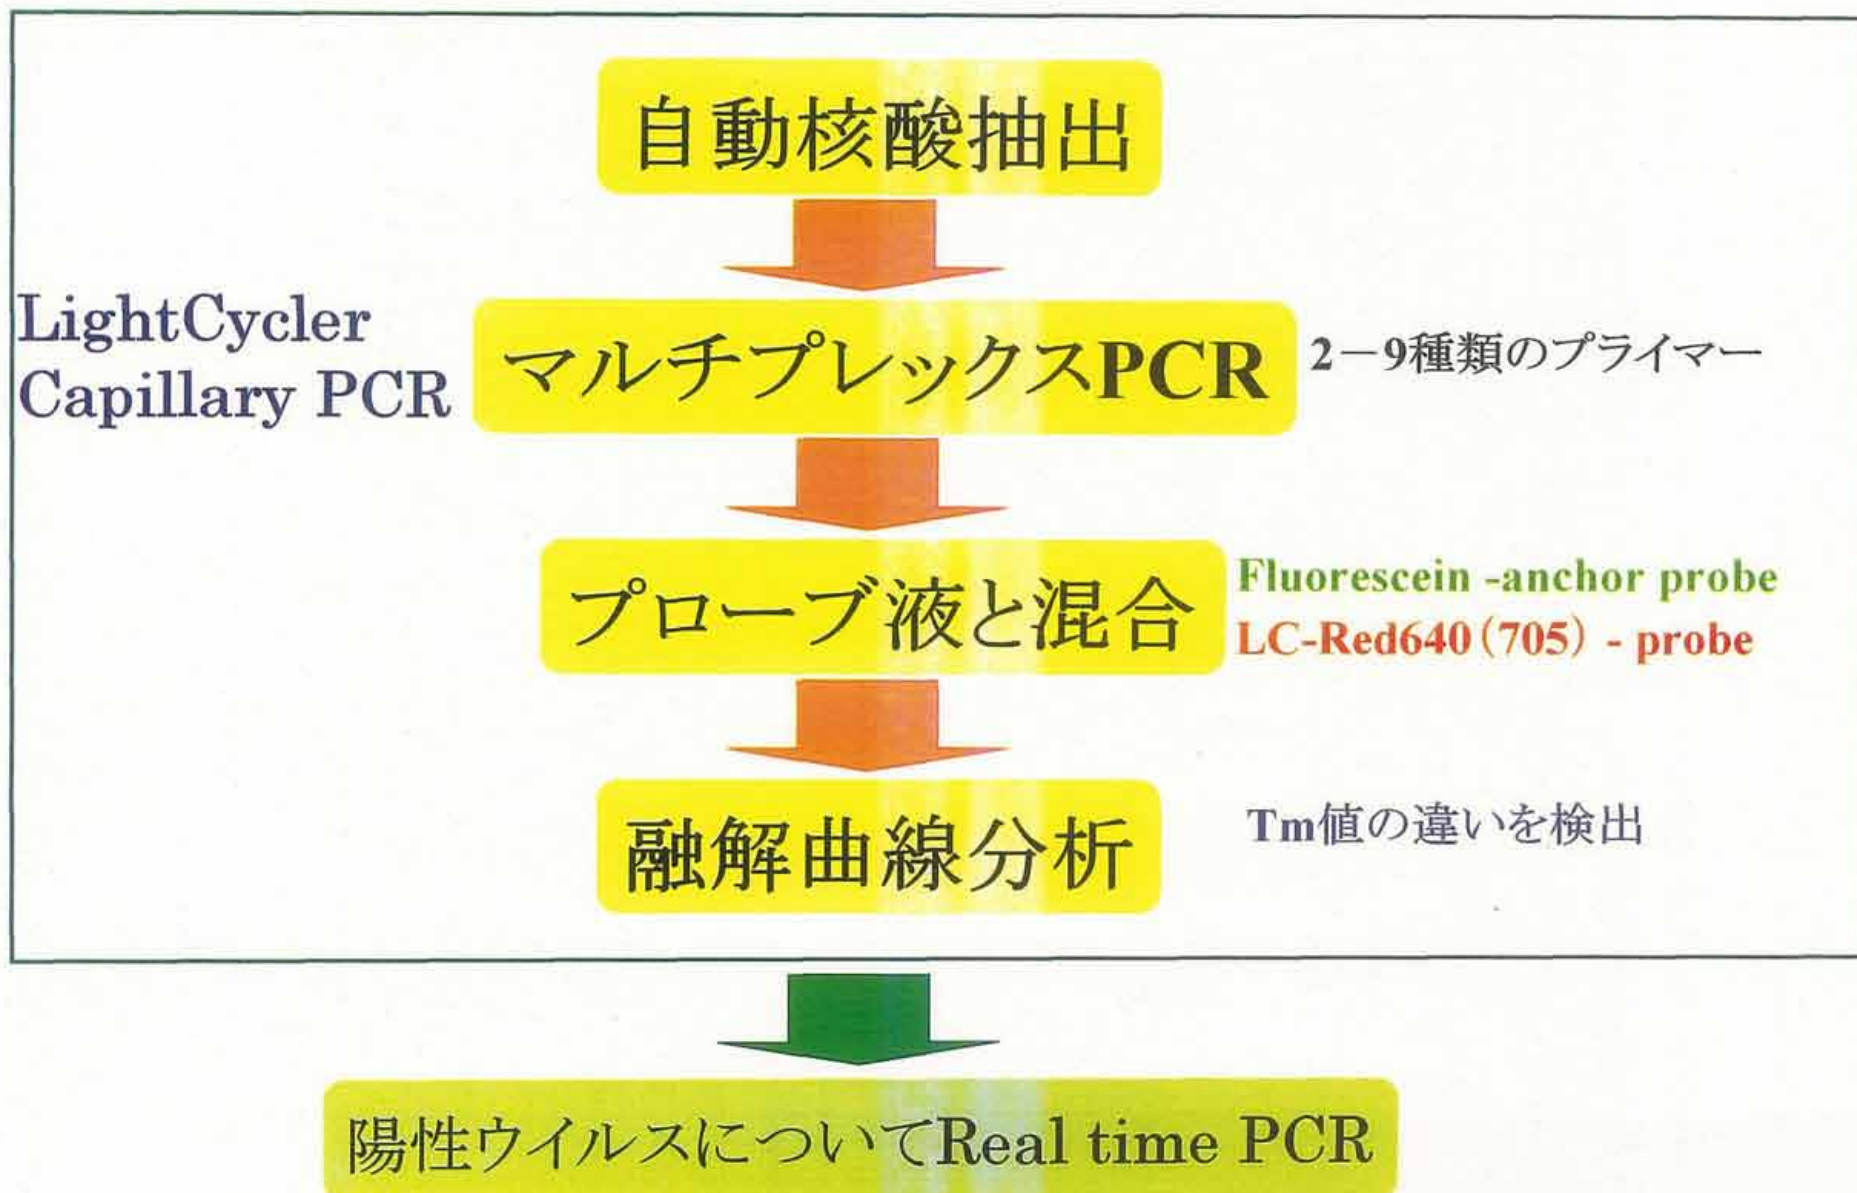 自動核酸抽出
LightCycler
Capillary PCR
マルチプレックスPCR
2－9種類のプライマー
プローブ液と混合
Fluorescein -anchor probe
LC-Red640（705） - probe
融解曲線分析
Tm値の違いを検出
陽性ウイルスについてReal time PCR